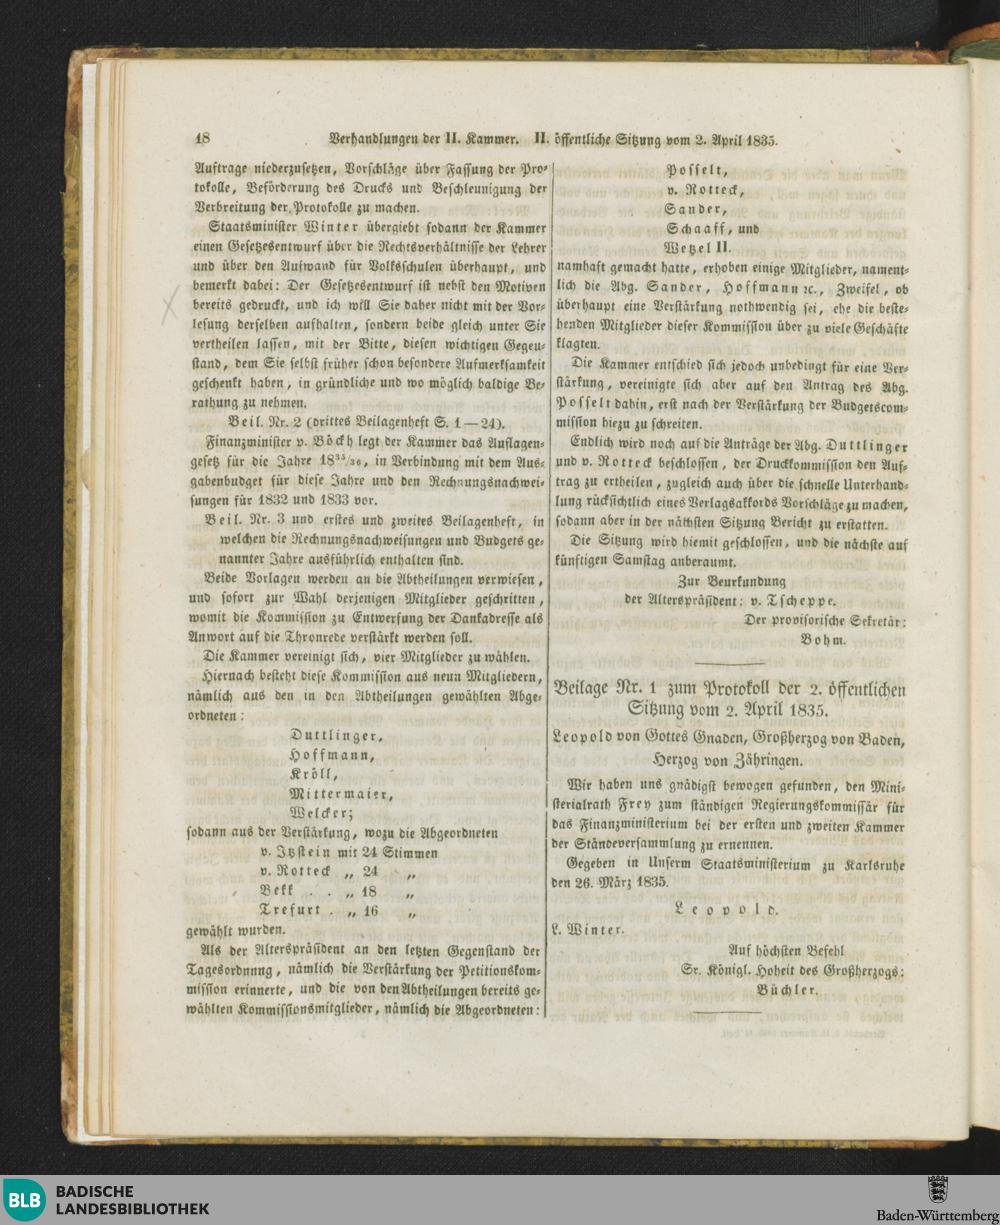 18 Verhandlungen der II. Kammer. II. öffentliche Sitzung vom 2. April 1835.
Auftrage niederzusetzen, Vorschläge über Fassung der Pro-
tokolle, Beförderung des Drucks und Beschleunigung der
Verbreitung der Protokolle zu machen.
Staatsminister Winter übergiebt sodann der Kammer
einen Gesetzesentwurf über die Rechtsverhältnisse der Lehrer
und über den Aufwand für Volksschulen überhaupt, und
bemerkt dabei: Der Gesetzesentwurf ist nebst den Motiven
bereits gedruckt, und ich will Sie daher nicht mit der Vor-
lesung derselben aufhalten, sondern beide gleich unter Sie
vertheilen lassen, mit der Bitte, diesen wichtigen Gegen-
stand, dem Sie selbst früher schon besondere Aufmerksamkeit
geschenkt haben, in gründliche und wo möglich baldige Be-
rathung zu nehmen.
Beil. Nr. 2 (drittes Beilagenheft S. 1—24).
Finanzminister v. Böckh legt der Kammer das Auflagen-
gesetz für die Jahre 18³⁵/₃₆, in Verbindung mit dem Aus-
gabenbudget für diese Jahre und den Rechnungsnachwei-
sungen für 1832 und 1833 vor.
Beil. Nr. 3 und erstes und zweites Beilagenheft, in
welchen die Rechnungsnachweisungen und Budgets ge-
nannter Jahre ausführlich enthalten sind.
Beide Vorlagen werden an die Abtheilungen verwiesen,
und sofort zur Wahl derjenigen Mitglieder geschritten,
womit die Kommission zu Entwerfung der Dankadresse als
Anwort auf die Thronrede verstärkt werden soll.
Die Kammer vereinigt sich, vier Mitglieder zu wählen.
Hiernach besteht diese Kommission aus neun Mitgliedern,
nämlich aus den in den Abtheilungen gewählten Abge-
ordneten:
Duttlinger,
Hoffmann,
Kröll,
Mittermaier,
Welcker;
sodann aus der Verstärkung, wozu die Abgeordneten
v. Itzstein mit 24 Stimmen
v. Rotteck „ 24 „
Bekk . . „ 18 „
Trefurt . „ 16 „
gewählt wurden.
Als der Alterspräsident an den letzten Gegenstand der
Tagesordnung, nämlich die Verstärkung der Petitionskom-
mission erinnerte, und die von den Abtheilungen bereits ge-
wählten Kommissionsmitglieder, nämlich die Abgeordneten:
Posselt,
v. Rotteck,
Sander,
Schaaff, und
Wetzel II.
namhaft gemacht hatte, erhoben einige Mitglieder, nament-
lich die Abg. Sander, Hoffmann ꝛc., Zweifel, ob
überhaupt eine Verstärkung nothwendig sei, ehe die beste-
henden Mitglieder dieser Kommission über zu viele Geschäfte
klagten.
Die Kammer entschied sich jedoch unbedingt für eine Ver-
stärkung, vereinigte sich aber auf den Antrag des Abg.
Posselt dahin, erst nach der Verstärkung der Budgetscom-
mission hiezu zu schreiten.
Endlich wird noch auf die Anträge der Abg. Duttlinger
und v. Rotteck beschlossen, der Druckkommission den Auf-
trag zu ertheilen, zugleich auch über die schnelle Unterhand-
lung rücksichtlich eines Verlagsakkords Vorschläge zu machen,
sodann aber in der nächsten Sitzung Bericht zu erstatten.
Die Sitzung wird hiemit geschlossen, und die nächste auf
künftigen Samstag anberaumt.
Zur Beurkundung
der Alterspräsident: v. Tscheppe.
Der provisorische Sekretär:
Bohm.
Beilage Nr. 1 zum Protokoll der 2. öffentlichen
Sitzung vom 2. April 1835.
Leopold von Gottes Gnaden, Großherzog von Baden,
Herzog von Zähringen.
Wir haben uns gnädigst bewogen gefunden, den Mini-
sterialrath Frey zum ständigen Regierungskommissär für
das Finanzministerium bei der ersten und zweiten Kammer
der Ständeversammlung zu ernennen.
Gegeben in Unserm Staatsministerium zu Karlsruhe
den 26. März 1835.
Leopold.
L. Winter.
Auf höchsten Befehl
Sr. Königl. Hoheit des Großherzogs:
Büchler.
BLB BADISCHE
LANDESBIBLIOTHEK
Baden-Württemberg